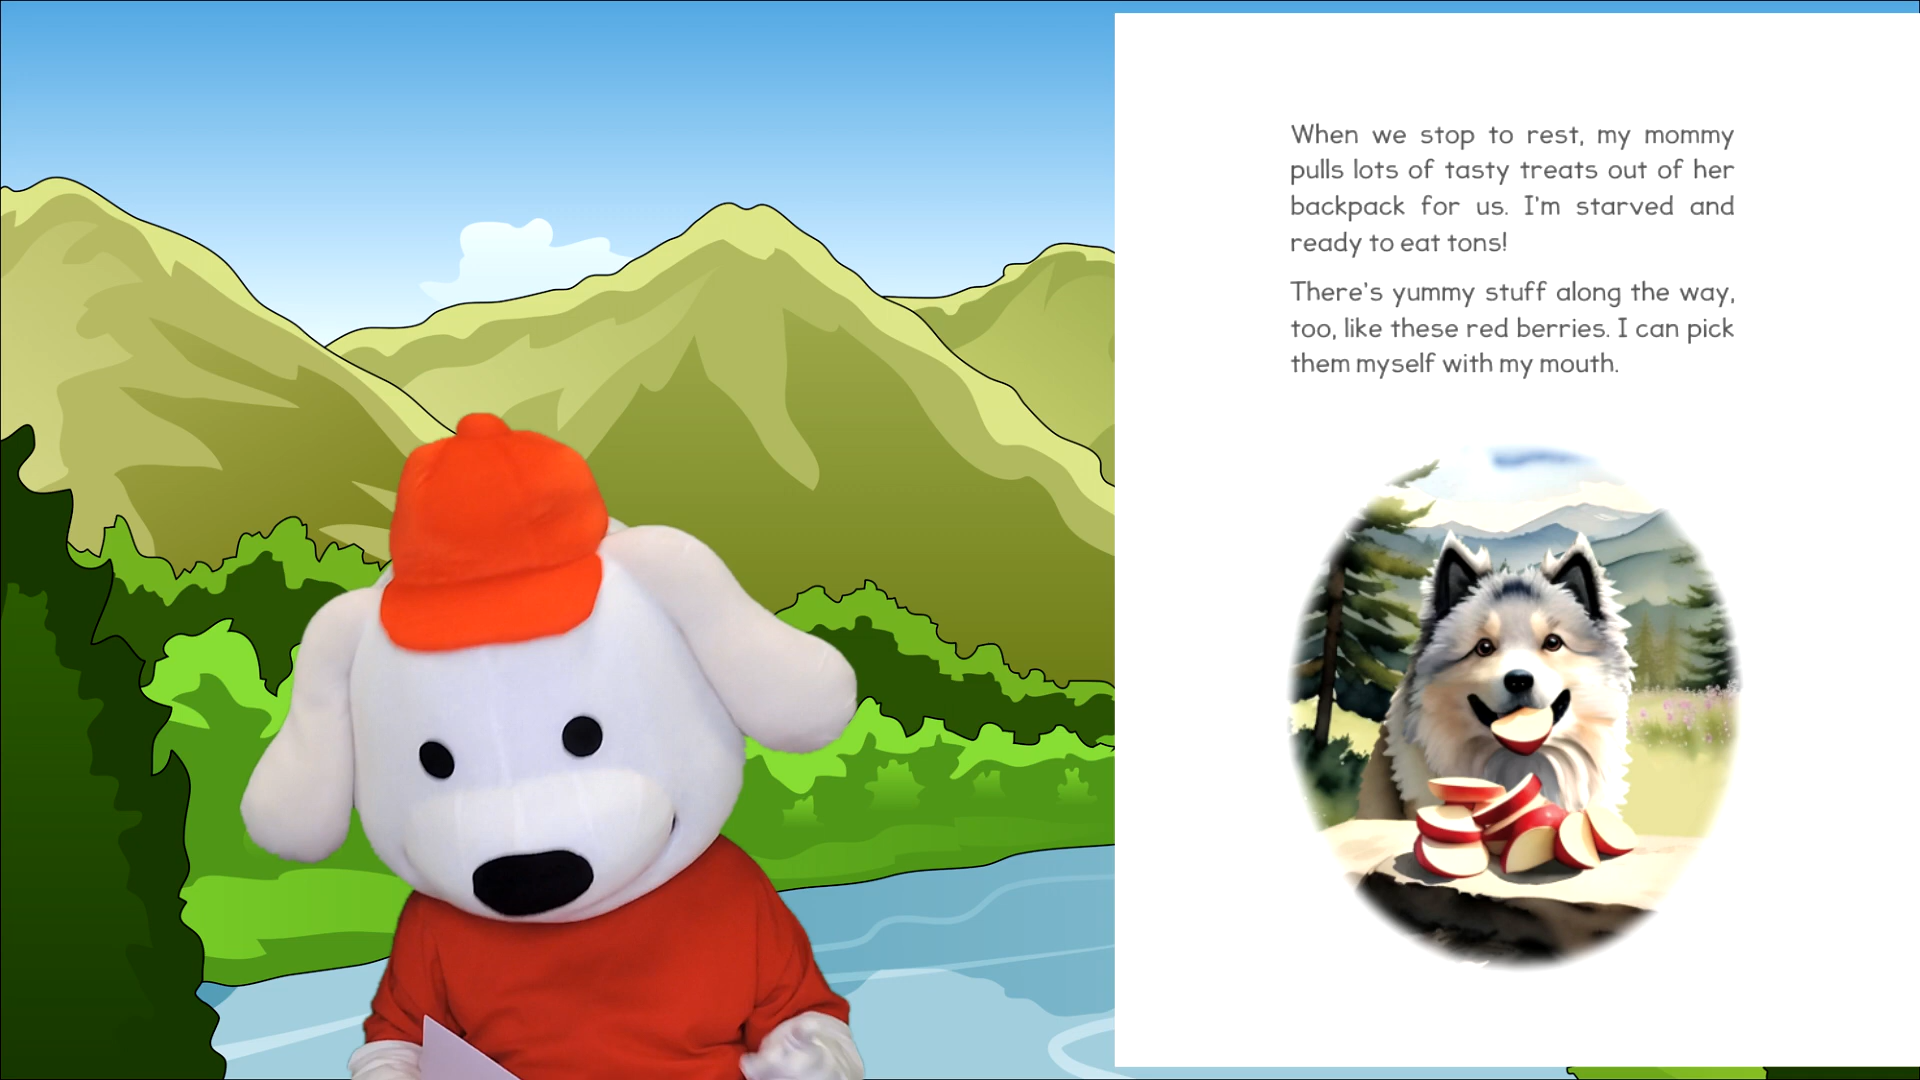 When we stop to rest, my mommy
pulls lots of tasty treats out of her
backpack for us. I'm starved and
ready to eat tons!
There's yummy stuff along the way,
too, like these red berries. I can pick
them myself with my mouth.